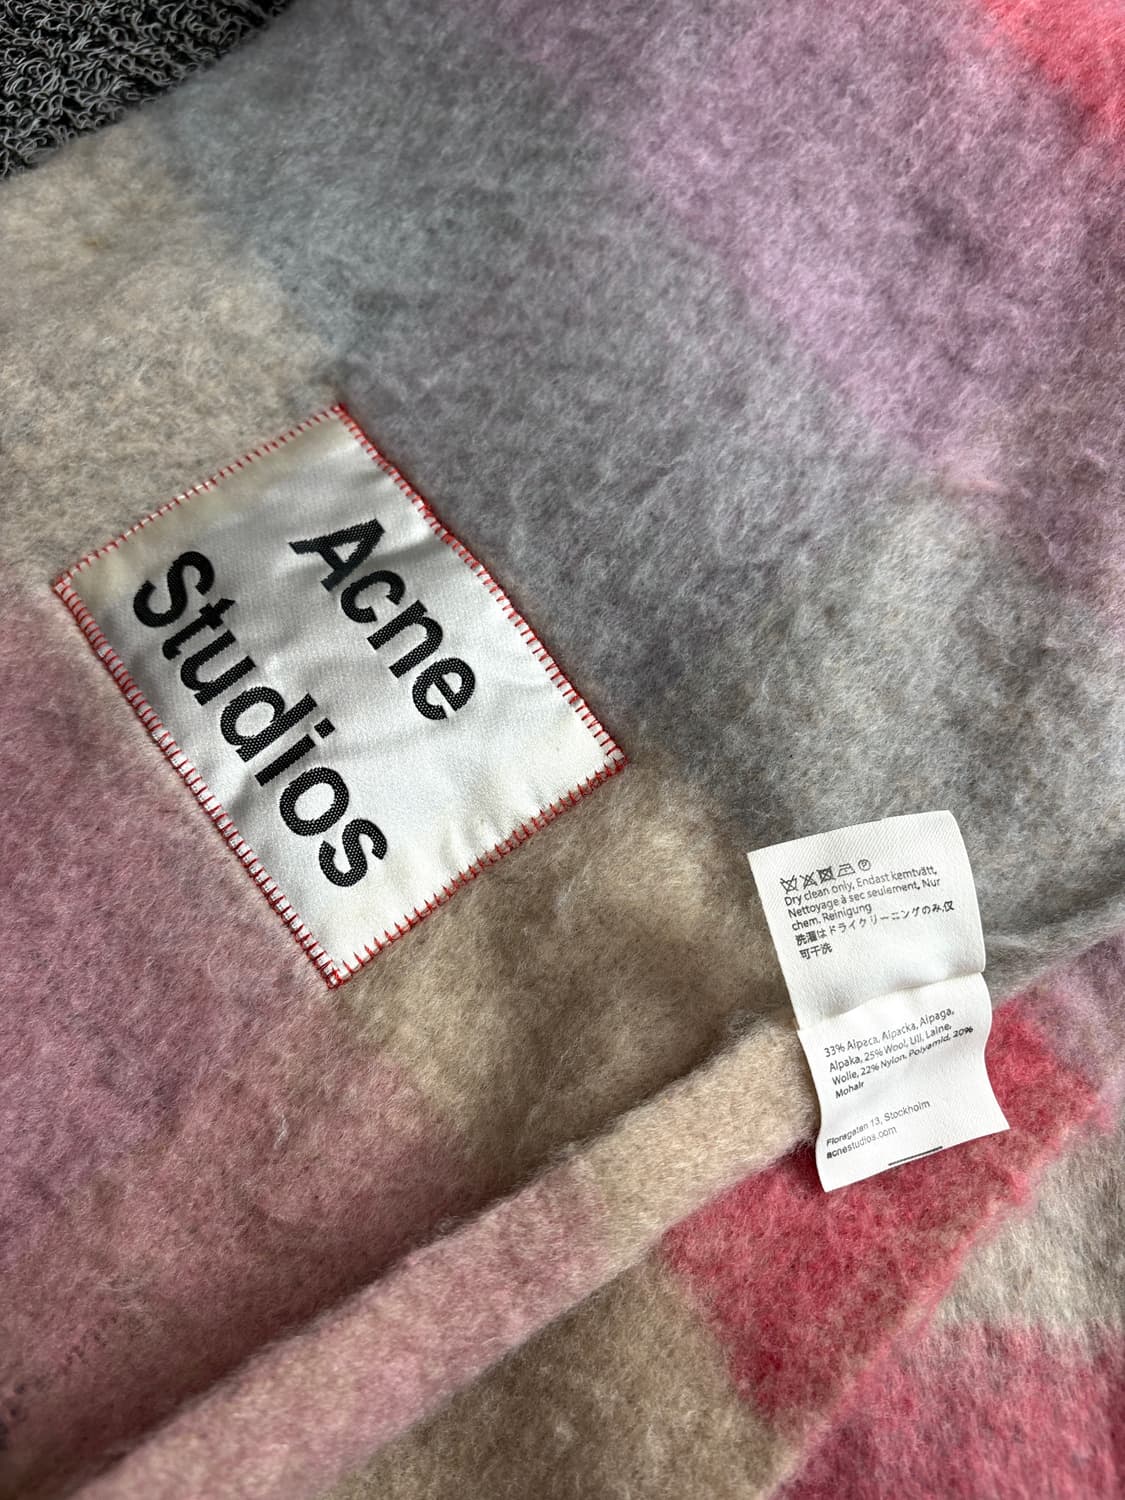 Acne
Studios
Dry clean only, Endast kemtvätt,
Nettoyage à sec seulement, Nur
chem. Reinigung
洗濯はドライクリーニングのみ,仅
可干洗
33% Alpaca, Alpacka, Alpaga,
Alpaka, 25% Wool, Ull, Laine,
Wolle, 22% Nylon, Polyamid, 20%
Mohair
Floragatan 13, Stockholm
acnestudios.com